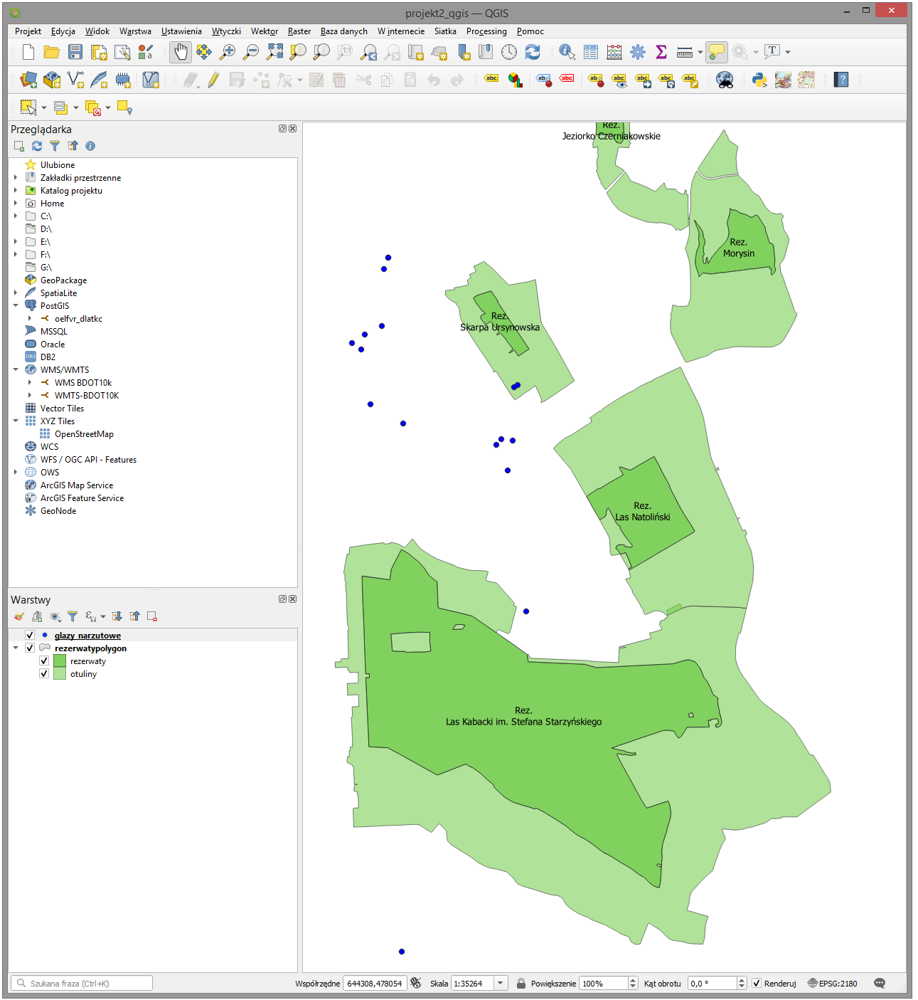 projekt2_qgis — QGIS
Projekt Edycja Widok Warstwa Ustawienia Wtyczki Wektor Raster Baza danych W internecie Siatka Processing Pomoc
Przeglądarka
Ulubione
Zakładki przestrzenne
Katalog projektu
Home
C:\
D:\
E:\
F:\
G:\
GeoPackage
SpatiaLite
PostGIS
oelfvr_dlatkc
MSSQL
Oracle
DB2
WMS/WMTS
WMS BDOT10k
WMTS-BDOT10K
Vector Tiles
XYZ Tiles
OpenStreetMap
WCS
WFS / OGC API - Features
OWS
ArcGIS Map Service
ArcGIS Feature Service
GeoNode
Warstwy
glazy_narzutowe
rezerwatypolygon
rezerwaty
otuliny
Rez.
Jeziorko Czerniakowskie
Rez.
Morysin
Rez.
Skarpa Ursynowska
Rez.
Las Natoliński
Rez.
Las Kabacki im. Stefana Starzyńskiego
Szukana fraza (Ctrl+K)
Współrzędne 644308,478054 Skala 1:35264 Powiększenie 100% Kąt obrotu 0,0 ° Renderuj EPSG:2180